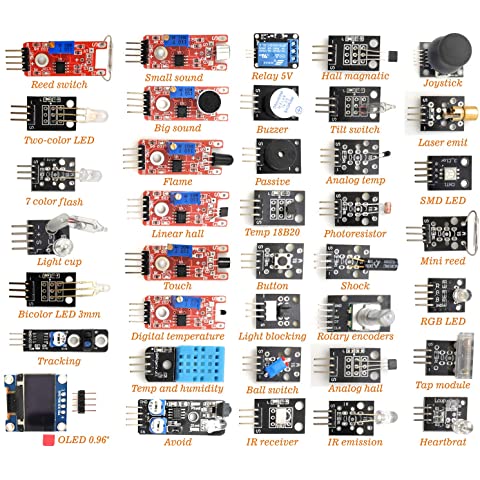 Reed switch
Small sound
Relay 5V
Hall magnatic
Joystick
Two-color LED
Big sound
Buzzer
Tilt switch
Laser emit
7 color flash
Flame
Passive
Analog temp
SMD LED
Light cup
Linear hall
Temp 18B20
Photoresistor
Mini reed
Bicolor LED 3mm
Touch
Button
Shock
RGB LED
Tracking
Digital temperature
Light blocking
Rotary encoders
Tap module
Temp and humidity
Ball switch
Analog hall
OLED 0.96"
Avoid
IR receiver
IR emission
Heartbrat